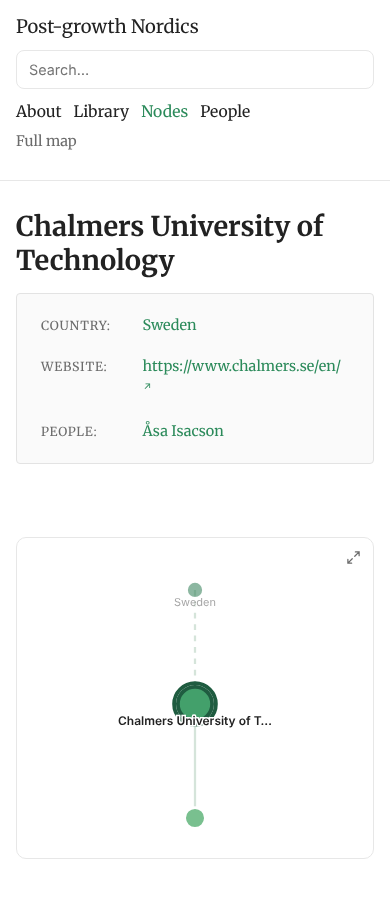 Post-growth Nordics
Search...
About Library Nodes People
Full map
Chalmers University of
Technology
COUNTRY: Sweden
WEBSITE: https://www.chalmers.se/en/
↗
PEOPLE: Åsa Isacson
Sweden
Chalmers University of T...